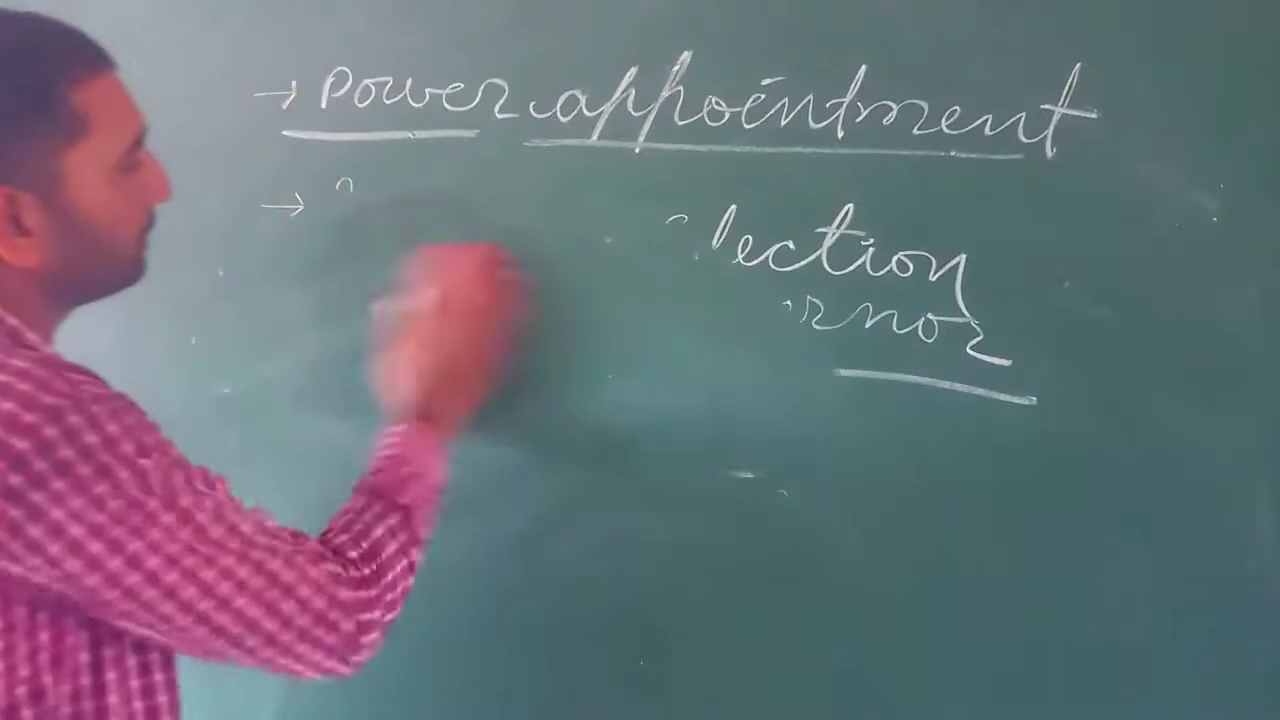 → Power appointment
→
lection
rnor